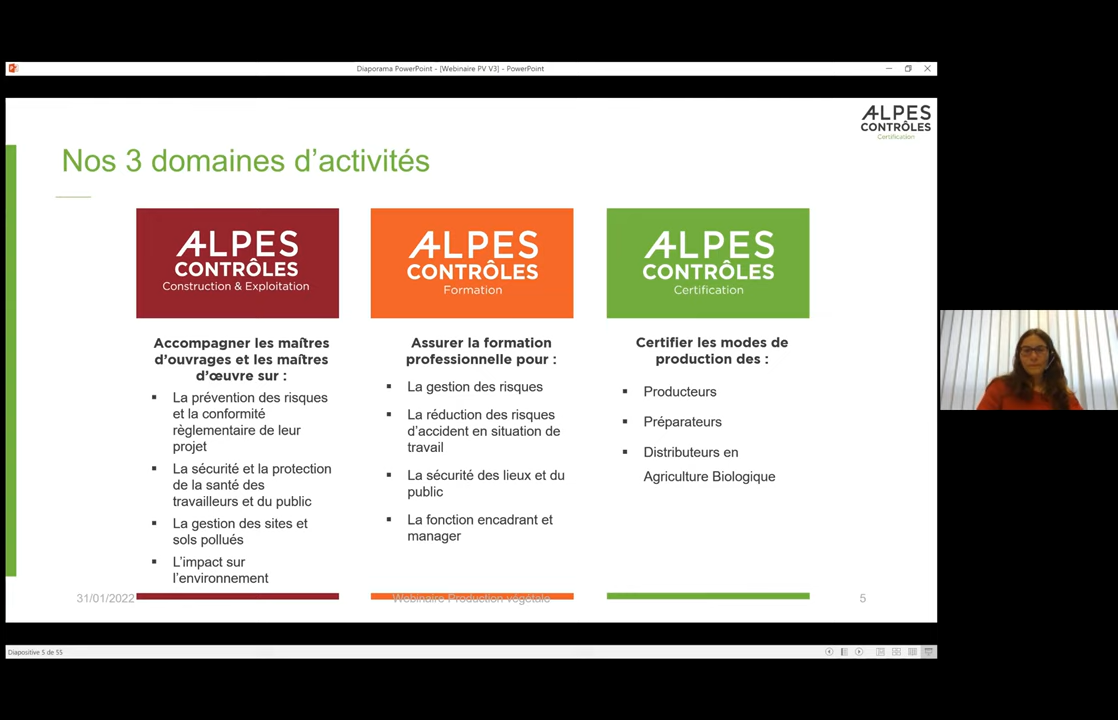 Diaporama PowerPoint - [Webinaire PV V3] - PowerPoint
ALPES
CONTRÔLES
Certification
Nos 3 domaines d’activités
ALPES
CONTRÔLES
Construction & Exploitation
Accompagner les maîtres
d’ouvrages et les maîtres
d’œuvre sur :
▪ La prévention des risques
et la conformité
règlementaire de leur
projet
▪ La sécurité et la protection
de la santé des
travailleurs et du public
▪ La gestion des sites et
sols pollués
▪ L’impact sur
l’environnement
ALPES
CONTRÔLES
Formation
Assurer la formation
professionnelle pour :
▪ La gestion des risques
▪ La réduction des risques
d’accident en situation de
travail
▪ La sécurité des lieux et du
public
▪ La fonction encadrant et
manager
ALPES
CONTRÔLES
Certification
Certifier les modes de
production des :
▪ Producteurs
▪ Préparateurs
▪ Distributeurs en
Agriculture Biologique
31/01/2022
Webinaire Production végétale
5
Diapositive 5 de 55